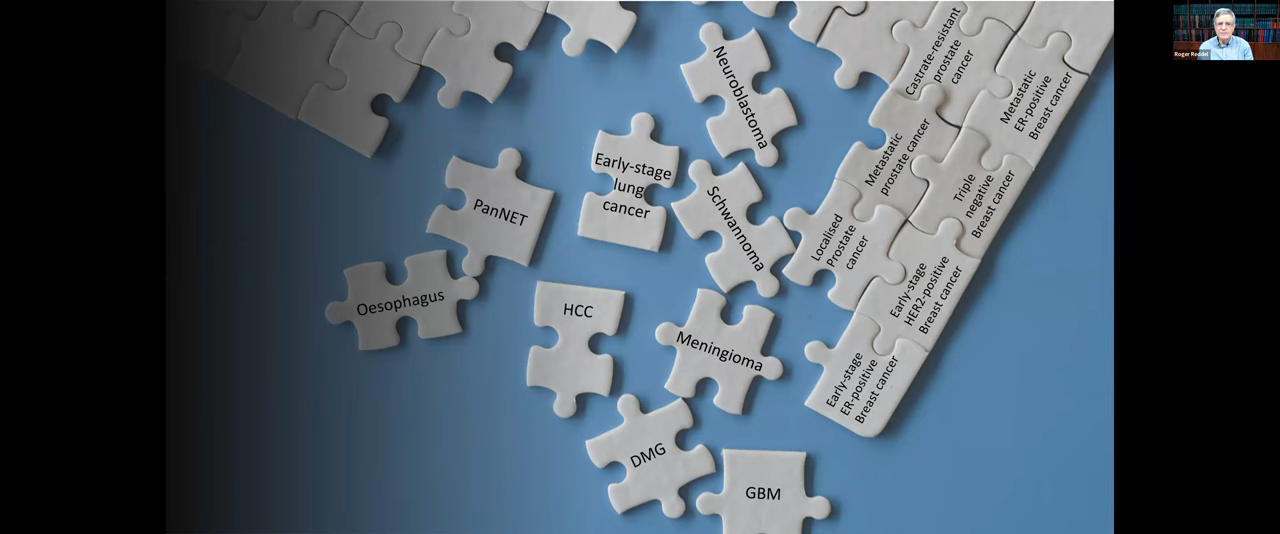 Roger Reddel
Castrate-resistant
prostate
cancer
Metastatic
ER-positive
Breast cancer
Neuroblastoma
Metastatic
prostate cancer
Triple
negative
Breast cancer
Early-stage
lung
cancer
PanNET
Schwannoma
Localised
Prostate
cancer
Early-stage
HER2-positive
Breast cancer
Oesophagus
HCC
Meningioma
Early-stage
ER-positive
Breast cancer
DMG
GBM